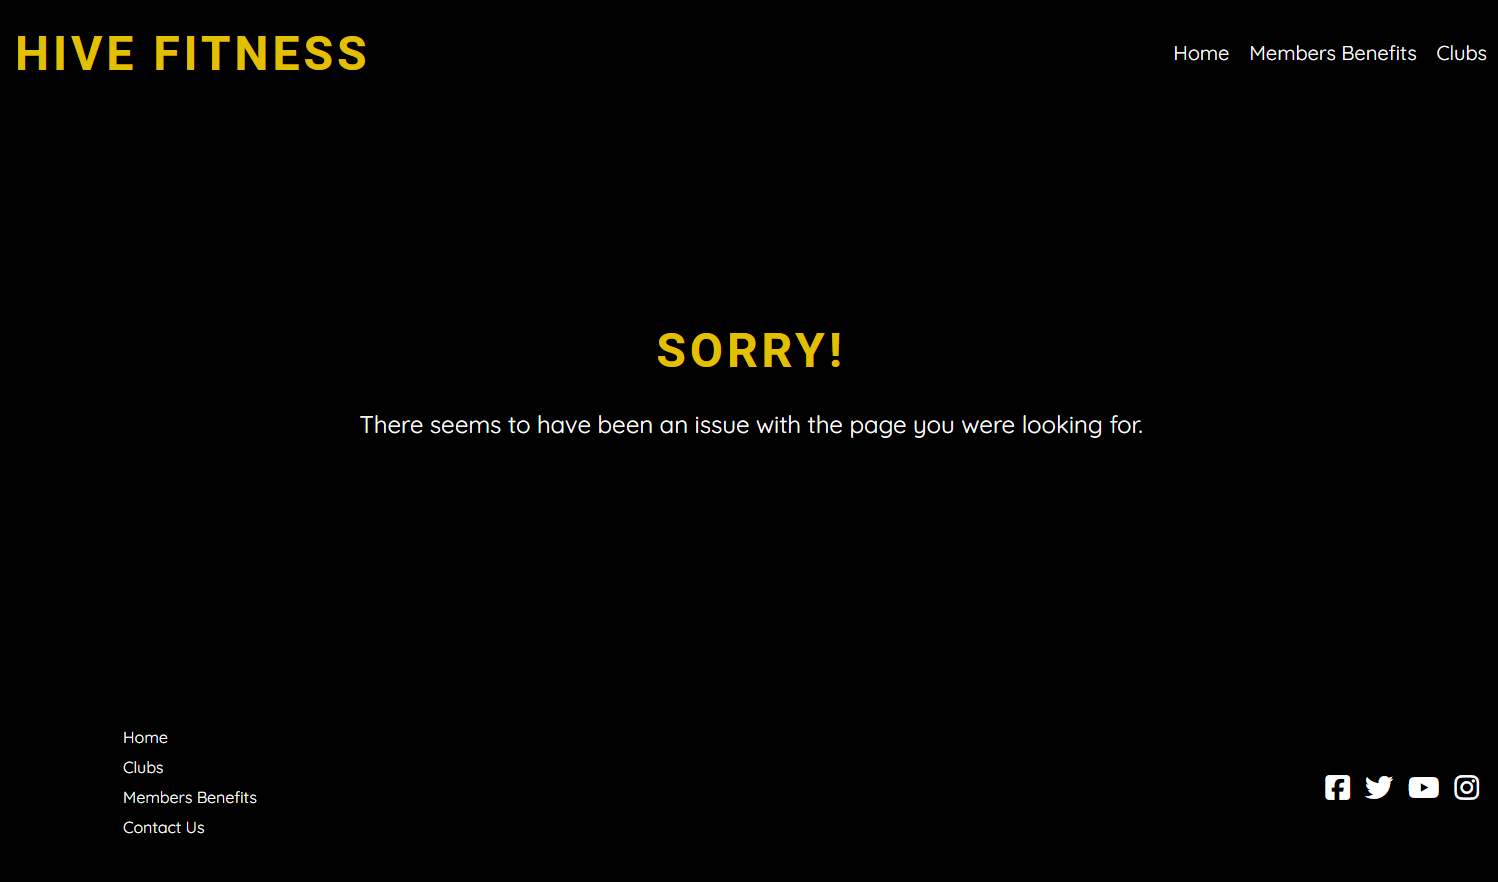 HIVE FITNESS
Home Members Benefits Clubs
SORRY!
There seems to have been an issue with the page you were looking for.
Home
Clubs
Members Benefits
Contact Us